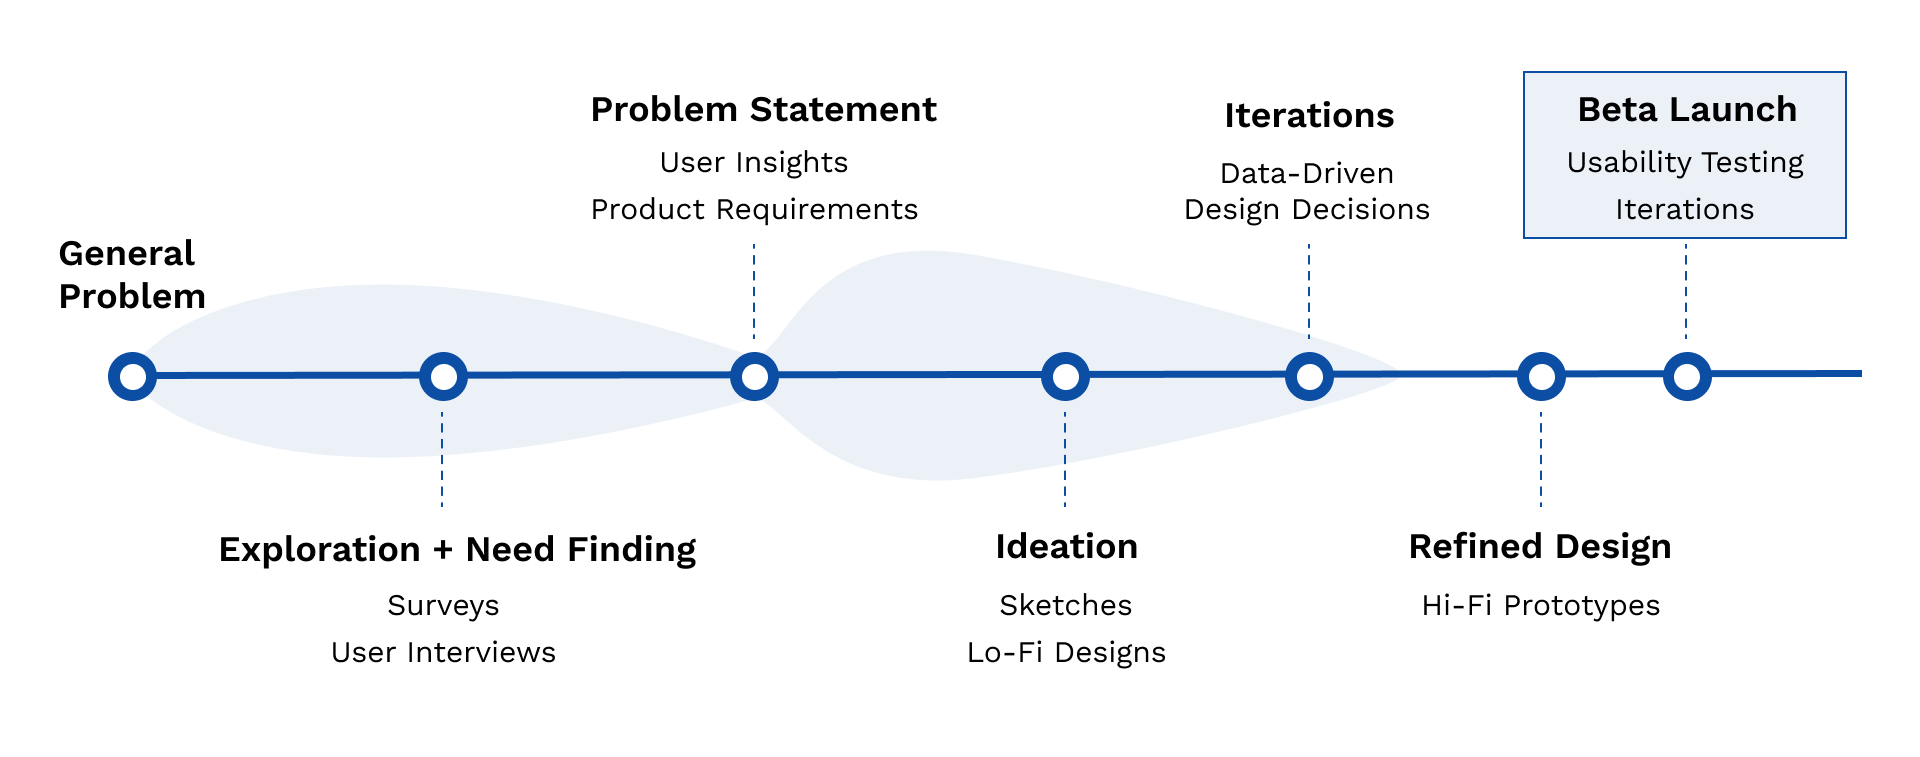 General
Problem
Exploration + Need Finding
Surveys
User Interviews
Problem Statement
User Insights
Product Requirements
Ideation
Sketches
Lo-Fi Designs
Iterations
Data-Driven
Design Decisions
Refined Design
Hi-Fi Prototypes
Beta Launch
Usability Testing
Iterations